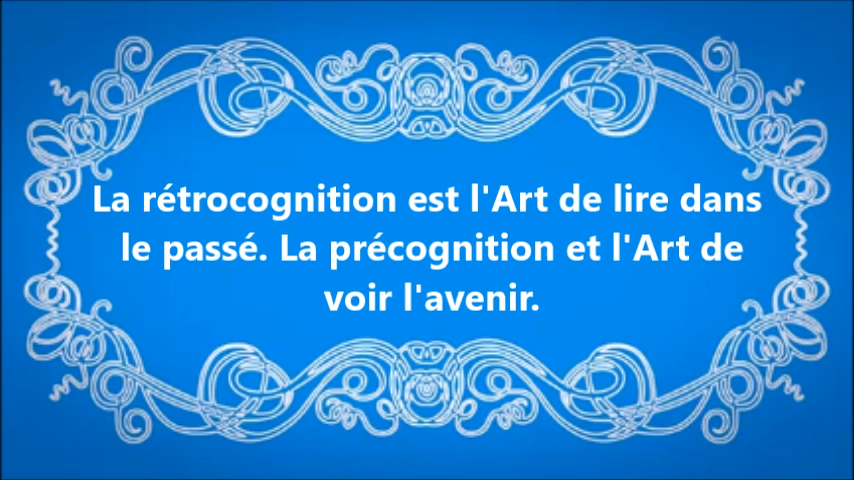 La rétrocognition est l'Art de lire dans
le passé. La précognition et l'Art de
voir l'avenir.